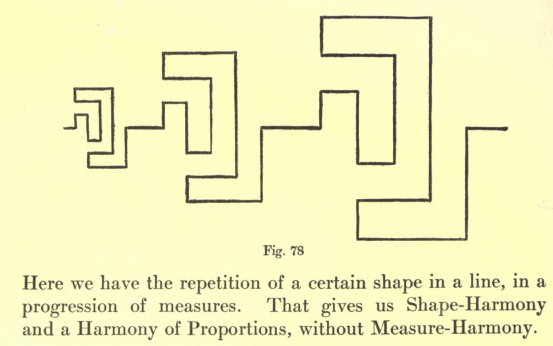 Fig. 78
Here we have the repetition of a certain shape in a line, in a
progression of measures. That gives us Shape-Harmony
and a Harmony of Proportions, without Measure-Harmony.